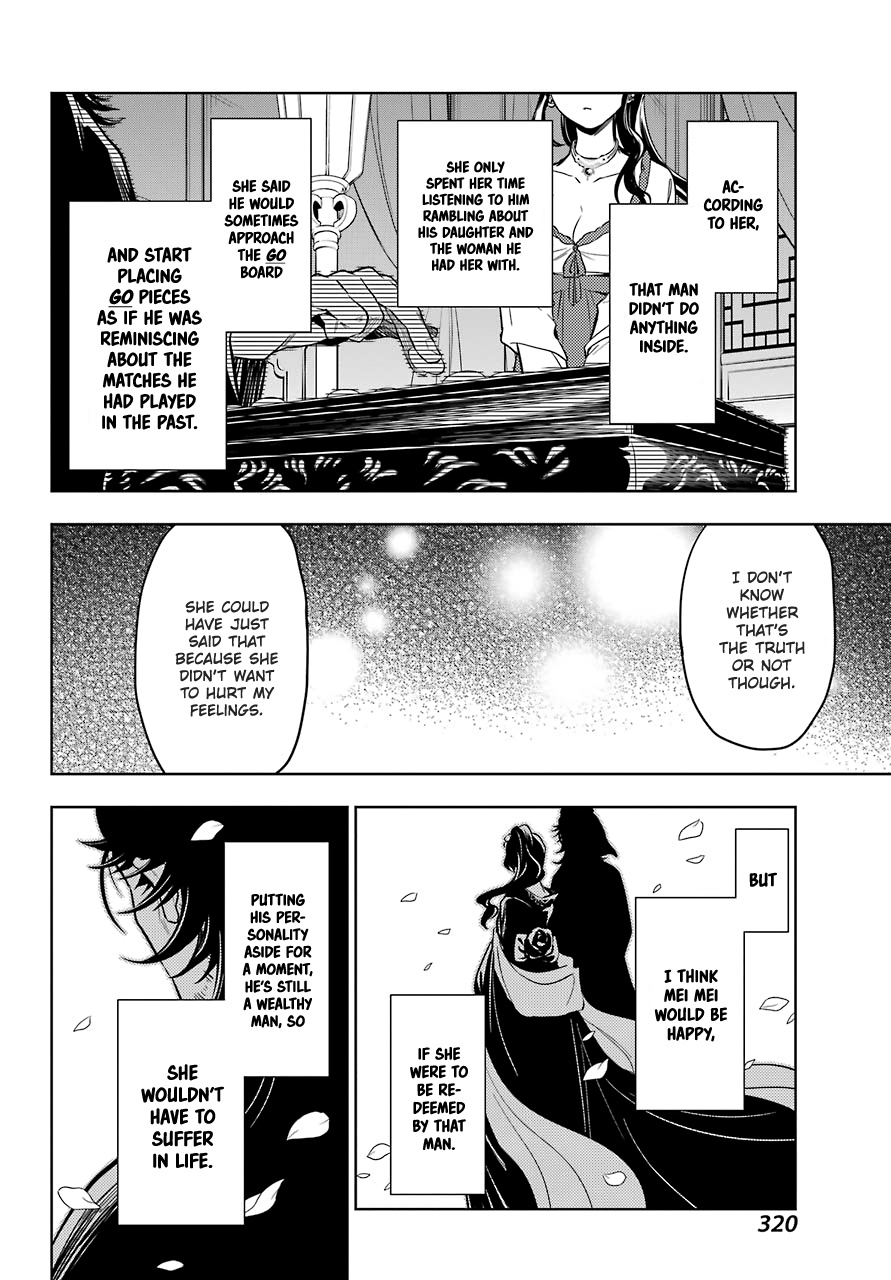 AC-
CORDING
TO HER,
THAT MAN
DIDN'T DO
ANYTHING
INSIDE.
SHE ONLY
SPENT HER TIME
LISTENING TO HIM
RAMBLING ABOUT
HIS DAUGHTER AND
THE WOMAN HE
HAD HER WITH.
SHE SAID
HE WOULD
SOMETIMES
APPROACH
THE GO
BOARD
AND START
PLACING
GO PIECES
AS IF HE WAS
REMINISCING
ABOUT THE
MATCHES HE
HAD PLAYED
IN THE PAST.
I DON'T
KNOW
WHETHER
THAT'S
THE TRUTH
OR NOT
THOUGH.
SHE COULD
HAVE JUST
SAID THAT
BECAUSE SHE
DIDN'T WANT
TO HURT MY
FEELINGS.
BUT
I THINK
MEI MEI
WOULD BE
HAPPY,
IF SHE
WERE TO
BE RE-
DEEMED
BY THAT
MAN.
PUTTING
HIS PER-
SONALITY
ASIDE FOR
A MOMENT,
HE'S STILL
A WEALTHY
MAN, SO
SHE
WOULDN'T
HAVE TO
SUFFER
IN LIFE.
320